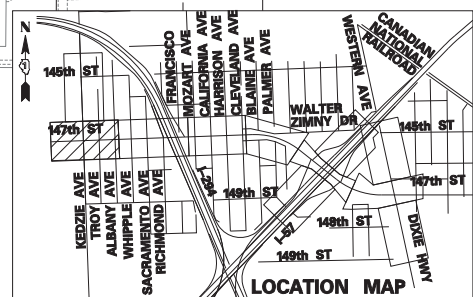 N
145th ST
147th ST
FRANCISCO
MOZART AVE
CALIFORNIA AVE
HARRISON AVE
CLEVELAND AVE
BLAINE AVE
PALMER AVE
WESTERN AVE
CANADIAN
NATIONAL
RAILROAD
WALTER
ZIMNY DR
145th ST
147th ST
KEDZIE AVE
TROY AVE
ALBANY AVE
WHIPPLE AVE
SACRAMENTO AVE
RICHMOND AVE
I-294
149th ST
I-57
148th ST
149th ST
DIXIE HWY
LOCATION MAP